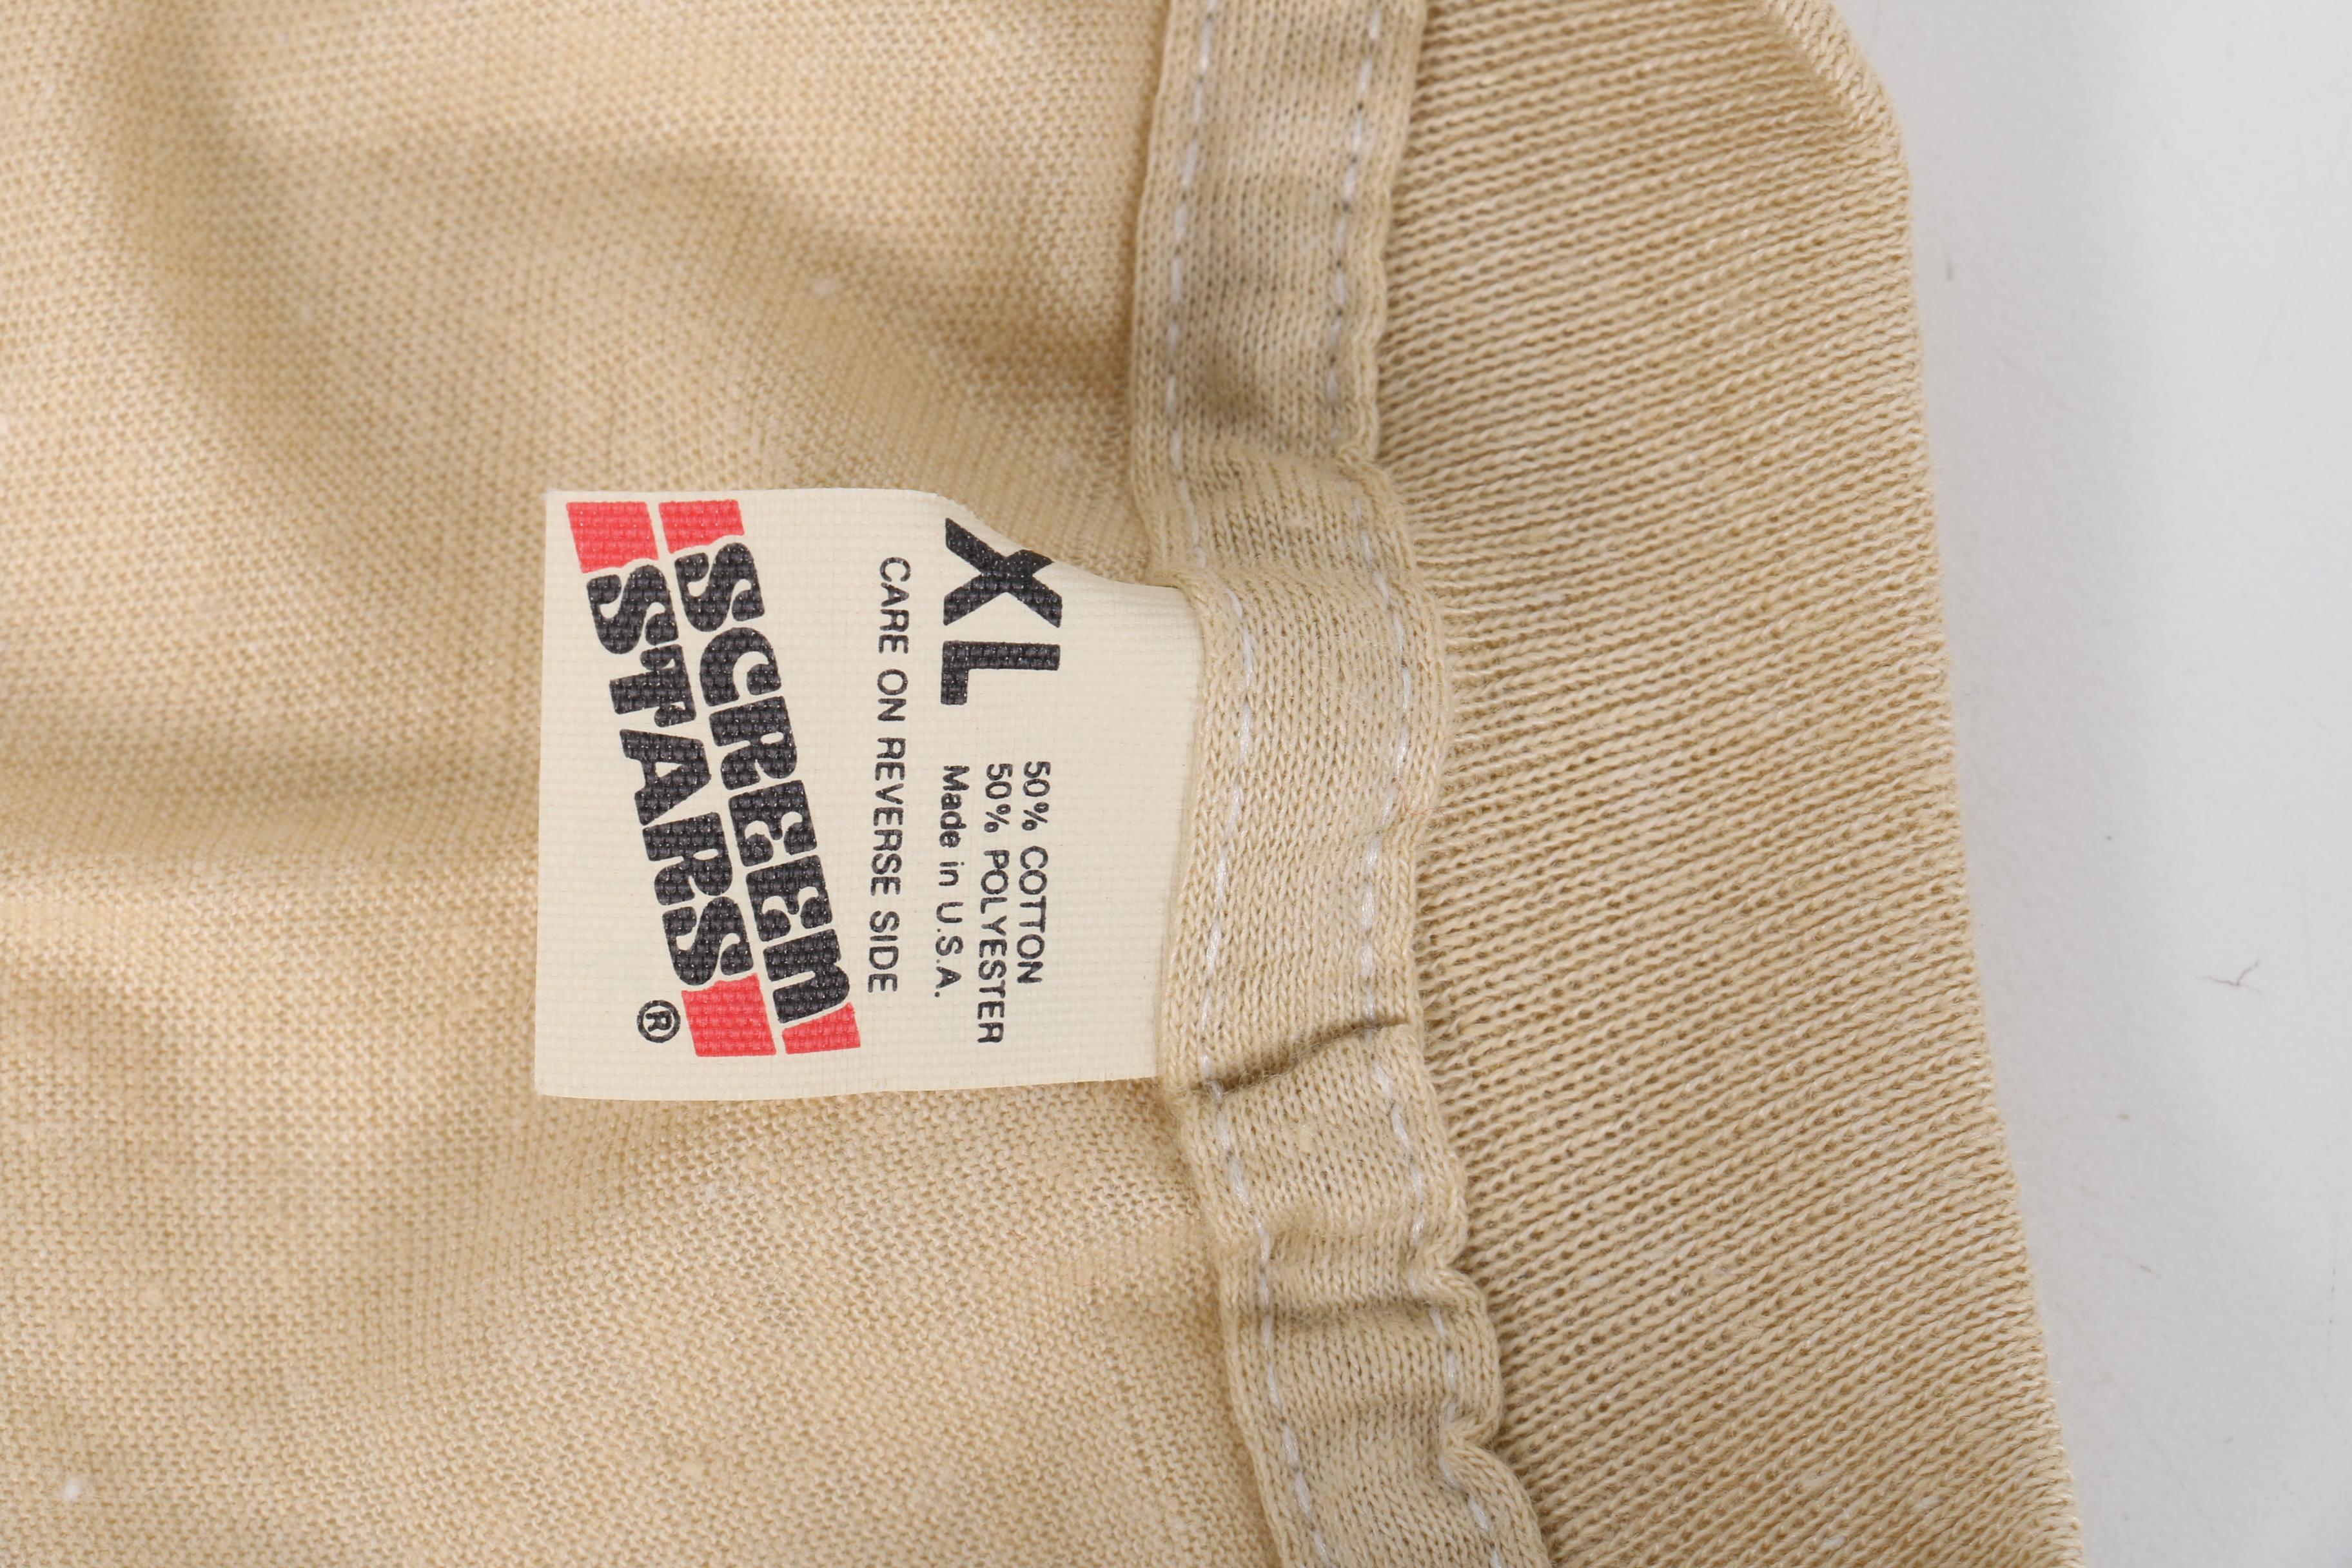 XL
50% COTTON
50% POLYESTER
Made in U.S.A.
CARE ON REVERSE SIDE
SCREEN
STARS®